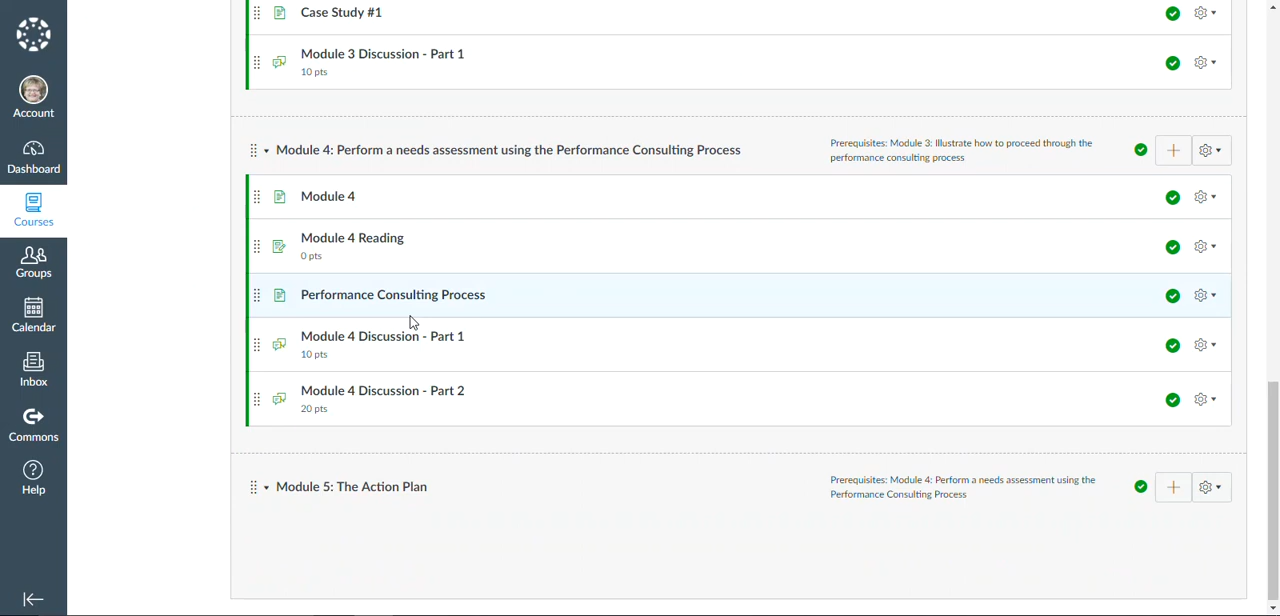 Account
Dashboard
Courses
Groups
Calendar
Inbox
Commons
Help
Case Study #1
Module 3 Discussion - Part 1
10 pts
Module 4: Perform a needs assessment using the Performance Consulting Process
Prerequisites: Module 3: Illustrate how to proceed through the
performance consulting process
Module 4
Module 4 Reading
0 pts
Performance Consulting Process
Module 4 Discussion - Part 1
10 pts
Module 4 Discussion - Part 2
20 pts
Module 5: The Action Plan
Prerequisites: Module 4: Perform a needs assessment using the
Performance Consulting Process